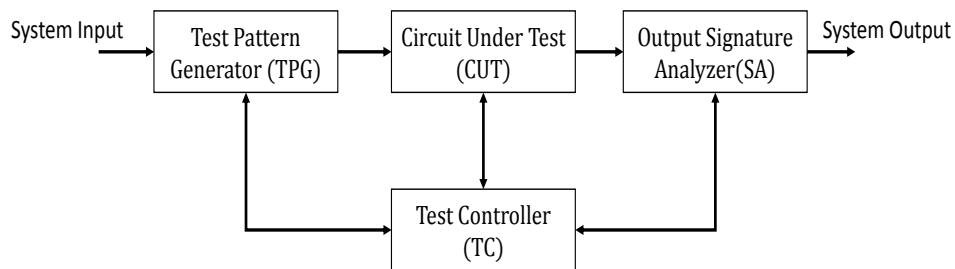 System Input
Test Pattern
Generator (TPG)
Circuit Under Test
(CUT)
Output Signature
Analyzer(SA)
System Output
Test Controller
(TC)